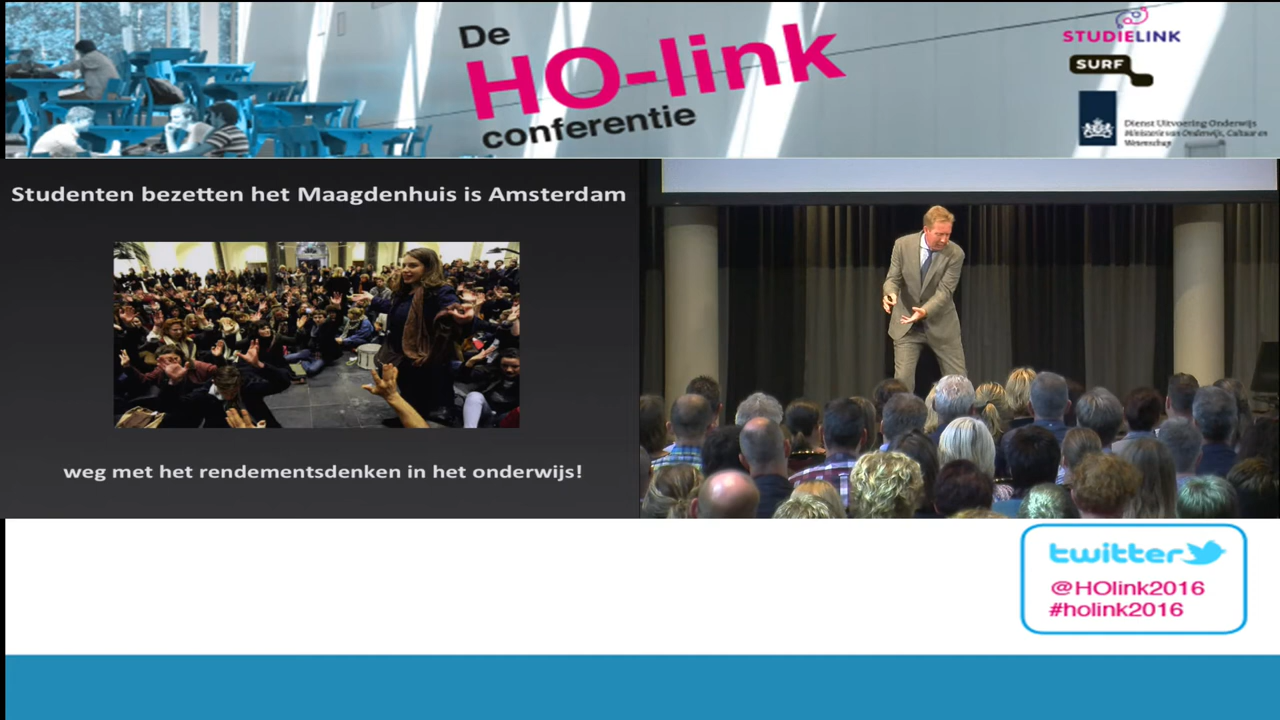 De
HO-link
conferentie
STUDIELINK
SURF
Dienst Uitvoering Onderwijs
Ministerie van Onderwijs, Cultuur en
Wetenschap
Studenten bezetten het Maagdenhuis is Amsterdam
weg met het rendementsdenken in het onderwijs!
twitter
@HOlink2016
#holink2016